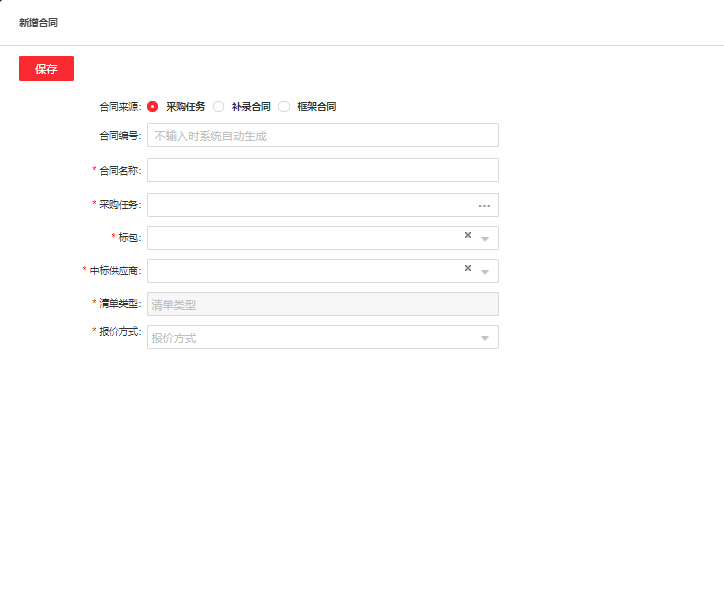 新增合同
保存
合同来源: 采购任务 补录合同 框架合同
合同编号: 不输入时系统自动生成
* 合同名称:
* 采购任务:
* 标包:
* 中标供应商:
* 清单类型: 清单类型
* 报价方式: 报价方式